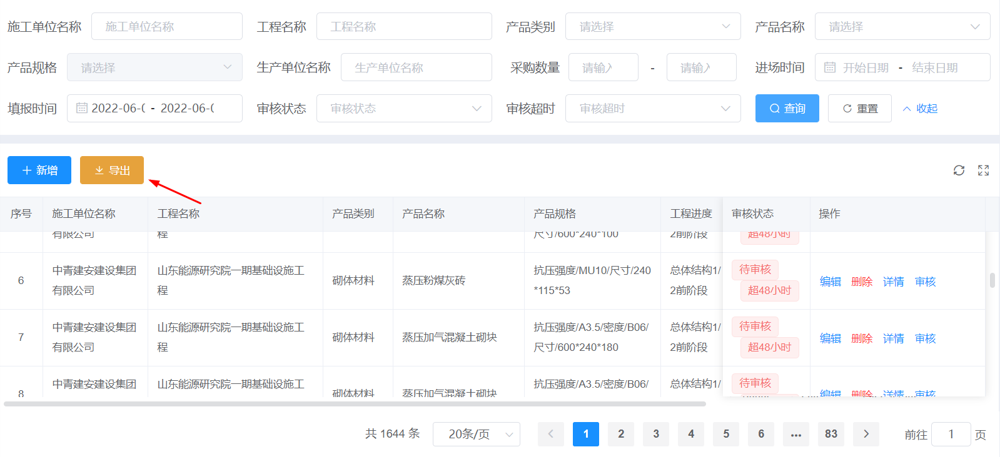 施工单位名称 施工单位名称 工程名称 工程名称 产品类别 请选择 产品名称 请选择
产品规格 请选择 生产单位名称 生产单位名称 采购数量 请输入 - 请输入 进场时间 开始日期 - 结束日期
填报时间 2022-06-0 - 2022-06-0 审核状态 审核状态 审核超时 审核超时 查询 重置 收起
新增 导出
序号 施工单位名称 工程名称 产品类别 产品名称 产品规格 工程进度 审核状态 操作
有限公司 程 尺寸/600*240*100 2前阶段 超48小时
6 中青建安建设集团 山东能源研究院一期基础设施工 砌体材料 蒸压粉煤灰砖 抗压强度/MU10/尺寸/240 总体结构1/ 待审核 编辑 删除 详情 审核
有限公司 程 *115*53 2前阶段 超48小时
7 中青建安建设集团 山东能源研究院一期基础设施工 砌体材料 蒸压加气混凝土砌块 抗压强度/A3.5/密度/B06/ 总体结构1/ 待审核 编辑 删除 详情 审核
有限公司 程 尺寸/600*240*180 2前阶段 超48小时
8 中青建安建设集团 山东能源研究院一期基础设施工 砌体材料 蒸压加气混凝土砌块 抗压强度/A3.5/密度/B06/ 总体结构1/ 待审核 编辑 删除 详情 审核
共 1644 条 20条/页 1 2 3 4 5 6 ... 83 前往 1 页